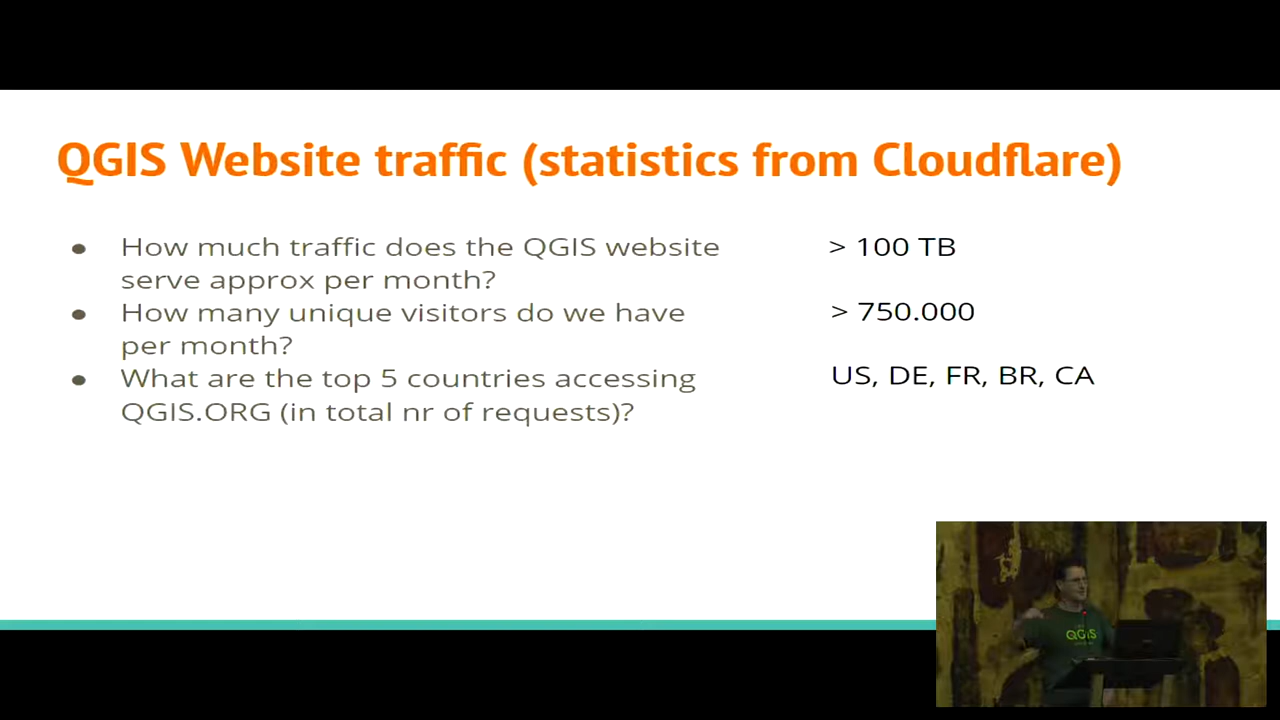 QGIS Website traffic (statistics from Cloudflare)
● How much traffic does the QGIS website
serve approx per month?
> 100 TB
● How many unique visitors do we have
per month?
> 750.000
● What are the top 5 countries accessing
QGIS.ORG (in total nr of requests)?
US, DE, FR, BR, CA
QGIS